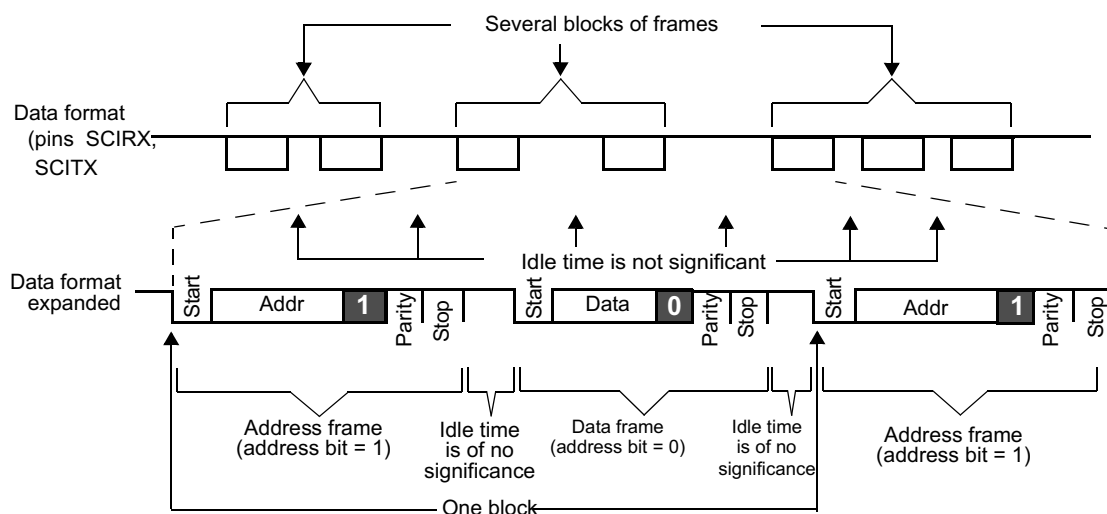 Several blocks of frames
Data format
(pins SCIRX,
SCITX
Idle time is not significant
Data format
expanded
Start
Addr
1
Parity
Stop
Start
Data
0
Parity
Stop
Start
Addr
1
Parity
Stop
Address frame
(address bit = 1)
Idle time
is of no
significance
Data frame
(address bit = 0)
Idle time
is of no
significance
Address frame
(address bit = 1)
One block